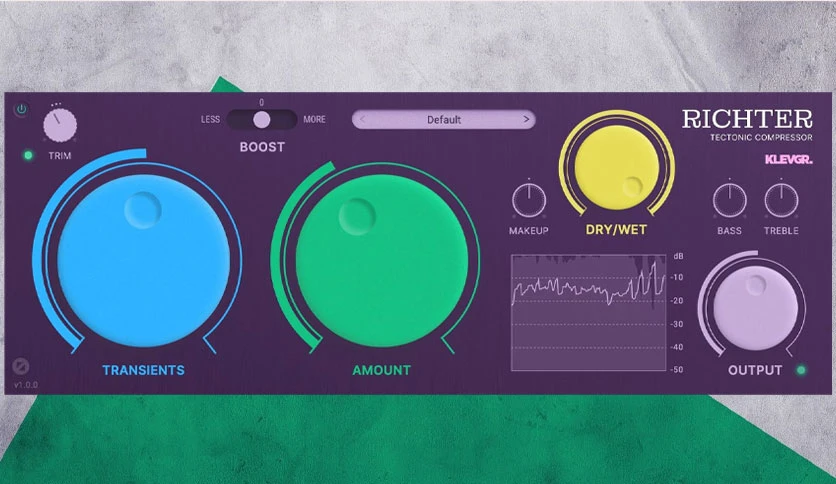 TRIM
LESS
0
MORE
BOOST
< Default >
RICHTER
TECTONIC COMPRESSOR
KLEVGR.
MAKEUP
DRY/WET
BASS
TREBLE
dB
-10
-20
-30
-40
-50
TRANSIENTS
AMOUNT
OUTPUT
v1.0.0